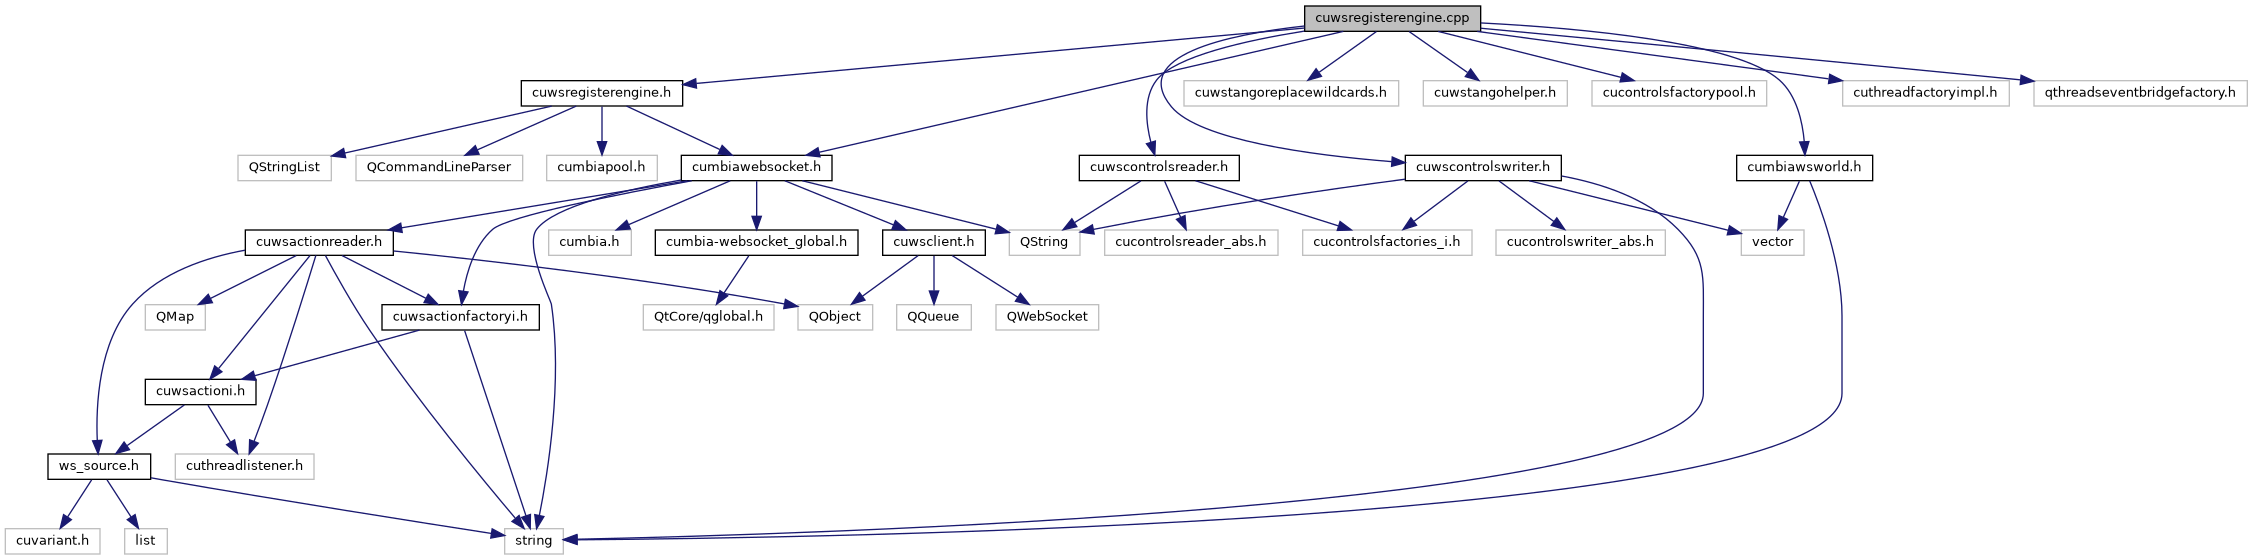 cuwsregisterengine.cpp
cuwsregisterengine.h
cuwstangoreplacewildcards.h
cuwstangohelper.h
cucontrolsfactorypool.h
cuthreadfactoryimpl.h
qthreadseventbridgefactory.h
QStringList
QCommandLineParser
cumbiapool.h
cumbiawebsocket.h
cuwscontrolsreader.h
cuwscontrolswriter.h
cumbiawsworld.h
cuwsactionreader.h
cumbia.h
cumbia-websocket_global.h
cuwsclient.h
QString
cucontrolsreader_abs.h
cucontrolsfactories_i.h
cucontrolswriter_abs.h
vector
QMap
cuwsactionfactoryi.h
QtCore/qglobal.h
QObject
QQueue
QWebSocket
cuwsactioni.h
ws_source.h
cuthreadlistener.h
cuvariant.h
list
string